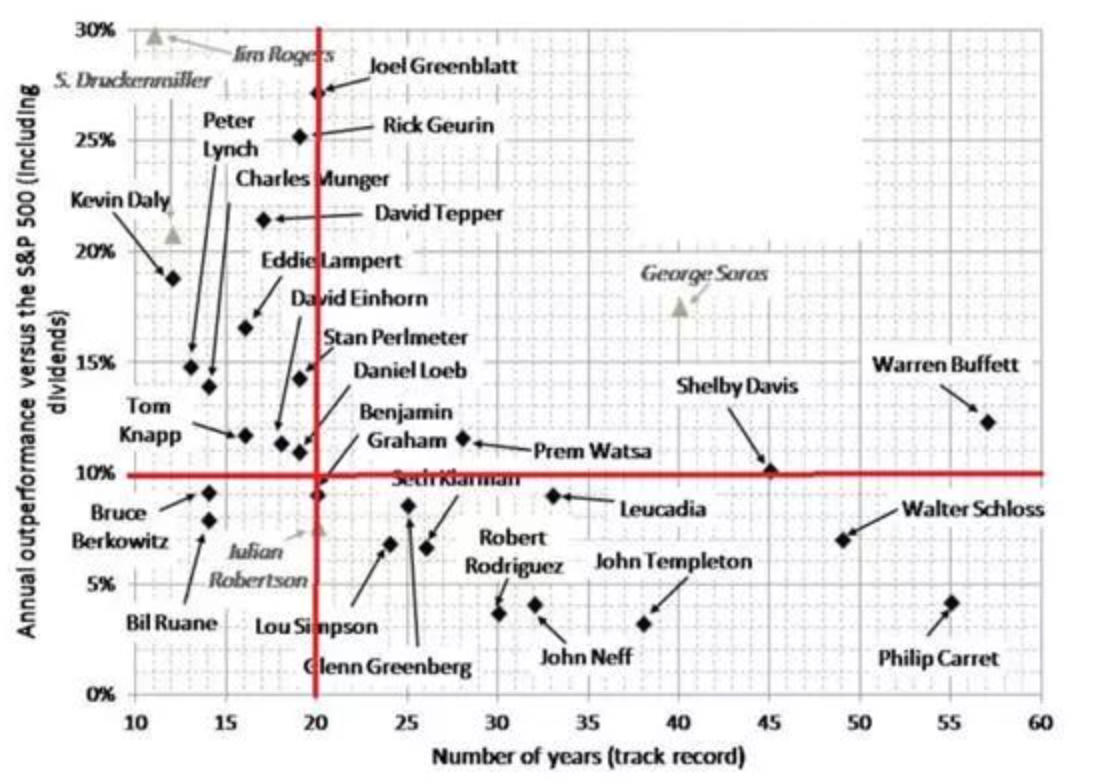 Annual outperformance versus the S&P 500 (including
dividends)
30%
25%
20%
15%
10%
5%
0%
10
15
20
25
30
35
40
45
50
55
60
Number of years (track record)
Jim Rogers
S. Druckenmiller
Joel Greenblatt
Peter
Lynch
Rick Geurin
Charles Munger
Kevin Daly
David Tepper
Eddie Lampert
George Soros
David Einhorn
Stan Perlmeter
Daniel Loeb
Warren Buffett
Shelby Davis
Tom
Knapp
Benjamin
Graham
Prem Watsa
Seth Klarman
Bruce
Berkowitz
Leucadia
Walter Schloss
Julian
Robertson
Robert
Rodriguez
John Templeton
Bil Ruane
Lou Simpson
Glenn Greenberg
John Neff
Philip Carret